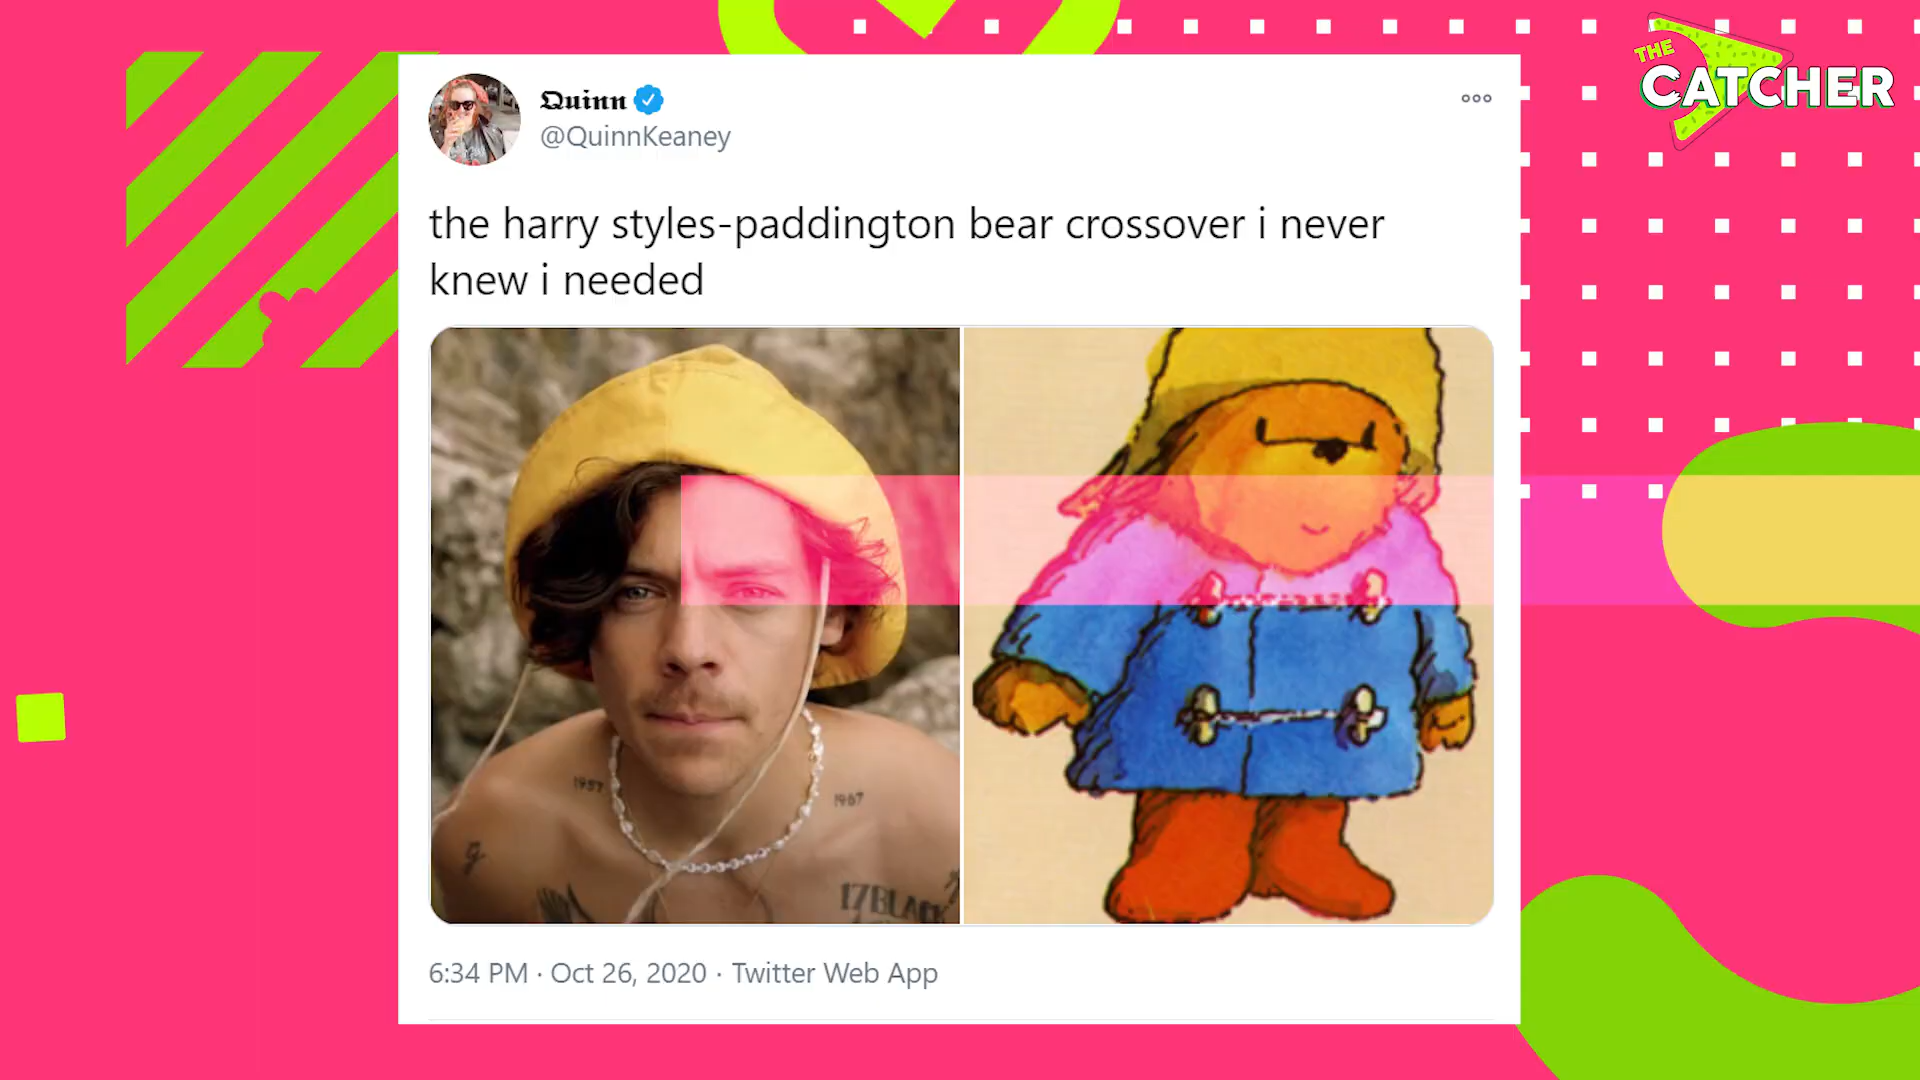 THE
CATCHER
Quinn
@QuinnKeaney
the harry styles-paddington bear crossover i never
knew i needed
1957
1967
g
17BLACK
6:34 PM · Oct 26, 2020 · Twitter Web App